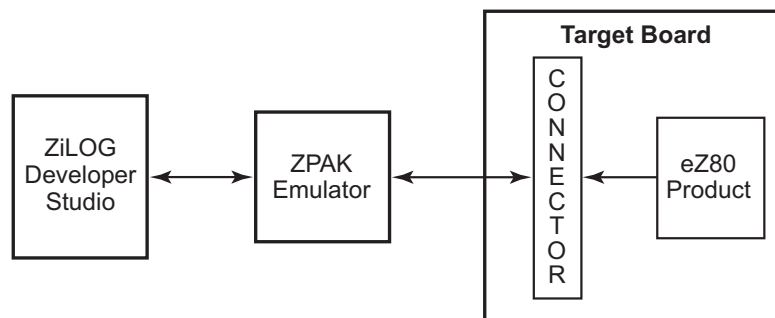 Target Board
ZiLOG
Developer
Studio
ZPAK
Emulator
C
O
N
N
E
C
T
O
R
eZ80
Product